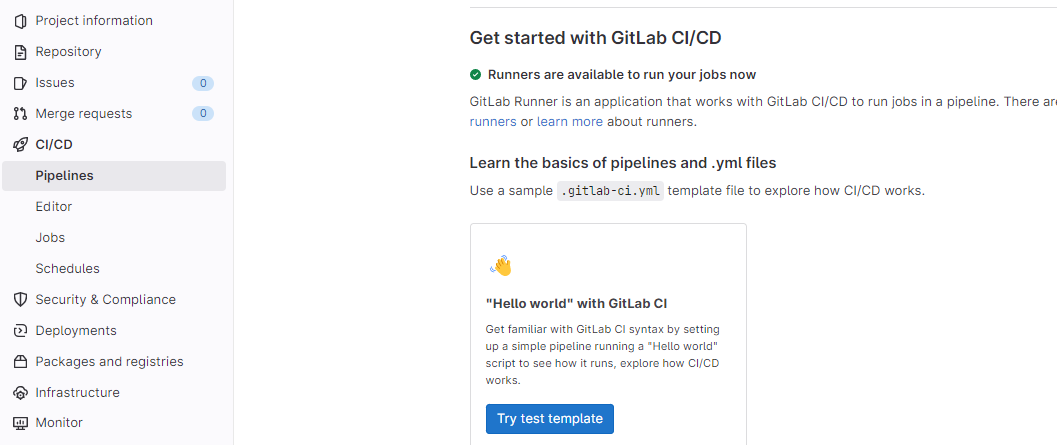 Project information
Repository
Issues 0
Merge requests 0
CI/CD
Pipelines
Editor
Jobs
Schedules
Security & Compliance
Deployments
Packages and registries
Infrastructure
Monitor
Get started with GitLab CI/CD
Runners are available to run your jobs now
GitLab Runner is an application that works with GitLab CI/CD to run jobs in a pipeline. There are
runners or learn more about runners.
Learn the basics of pipelines and .yml files
Use a sample .gitlab-ci.yml template file to explore how CI/CD works.
"Hello world" with GitLab CI
Get familiar with GitLab CI syntax by setting
up a simple pipeline running a "Hello world"
script to see how it runs, explore how CI/CD
works.
Try test template